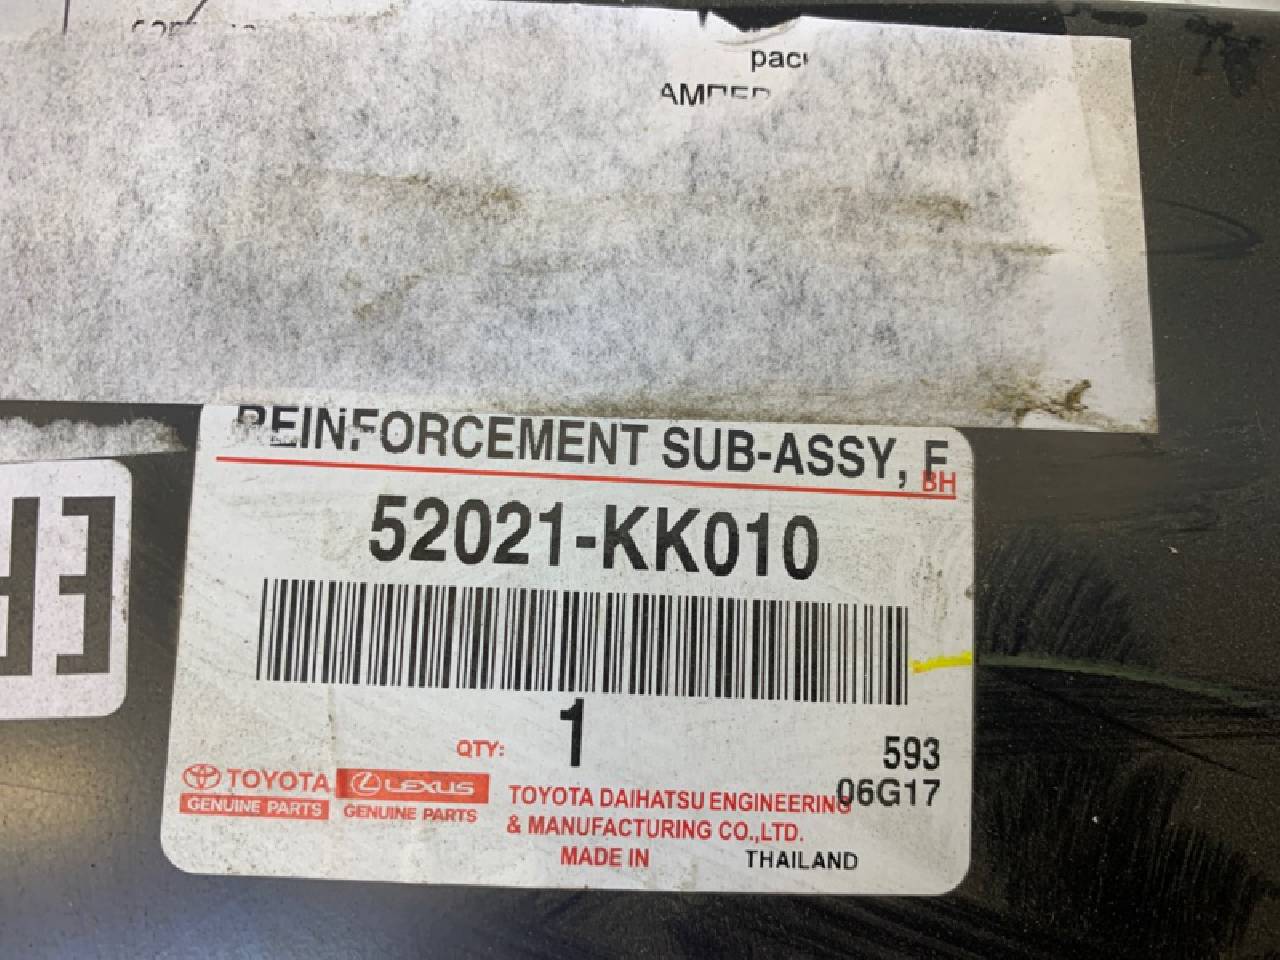 REINFORCEMENT SUB-ASSY, F
BH
52021-KK010
QTY: 1
593
06G17
TOYOTA
GENUINE PARTS
LEXUS
GENUINE PARTS
TOYOTA DAIHATSU ENGINEERING
& MANUFACTURING CO.,LTD.
MADE IN THAILAND